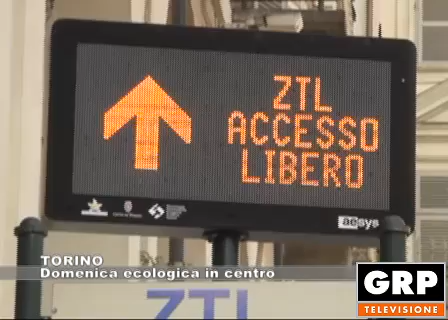 ZTL
ACCESSO
LIBERO
aesys
TORINO
Domenica ecologica in centro
ZTL
GRP
TELEVISIONE